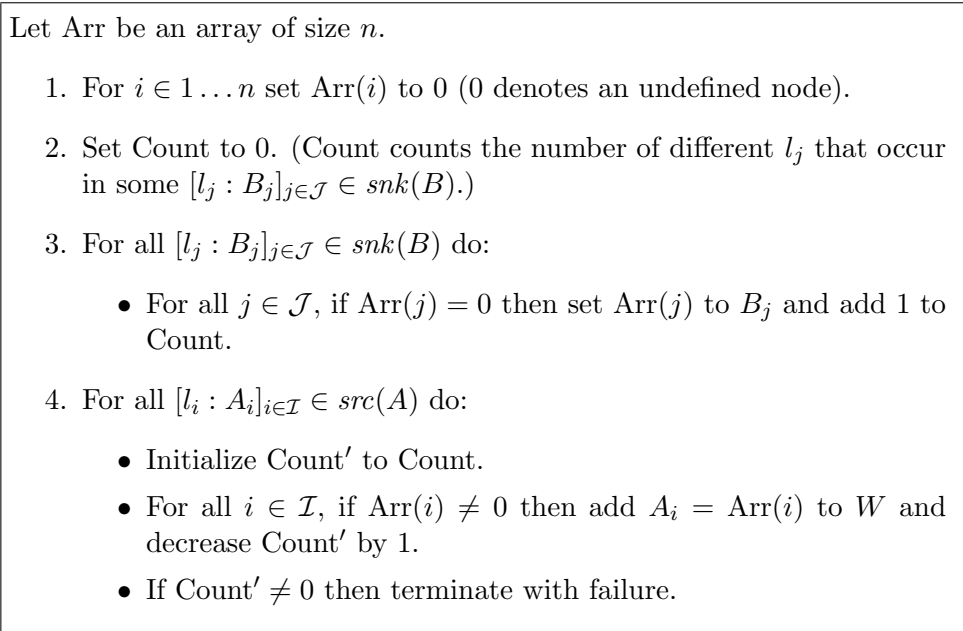 Let Arr be an array of size n.
1. For i ∈ 1 … n set Arr(i) to 0 (0 denotes an undefined node).
2. Set Count to 0. (Count counts the number of different l_j that occur
in some [l_j : B_j]_{j∈𝒥} ∈ snk(B).)
3. For all [l_j : B_j]_{j∈𝒥} ∈ snk(B) do:
• For all j ∈ 𝒥, if Arr(j) = 0 then set Arr(j) to B_j and add 1 to
Count.
4. For all [l_i : A_i]_{i∈ℐ} ∈ src(A) do:
• Initialize Count′ to Count.
• For all i ∈ ℐ, if Arr(i) ≠ 0 then add A_i = Arr(i) to W and
decrease Count′ by 1.
• If Count′ ≠ 0 then terminate with failure.